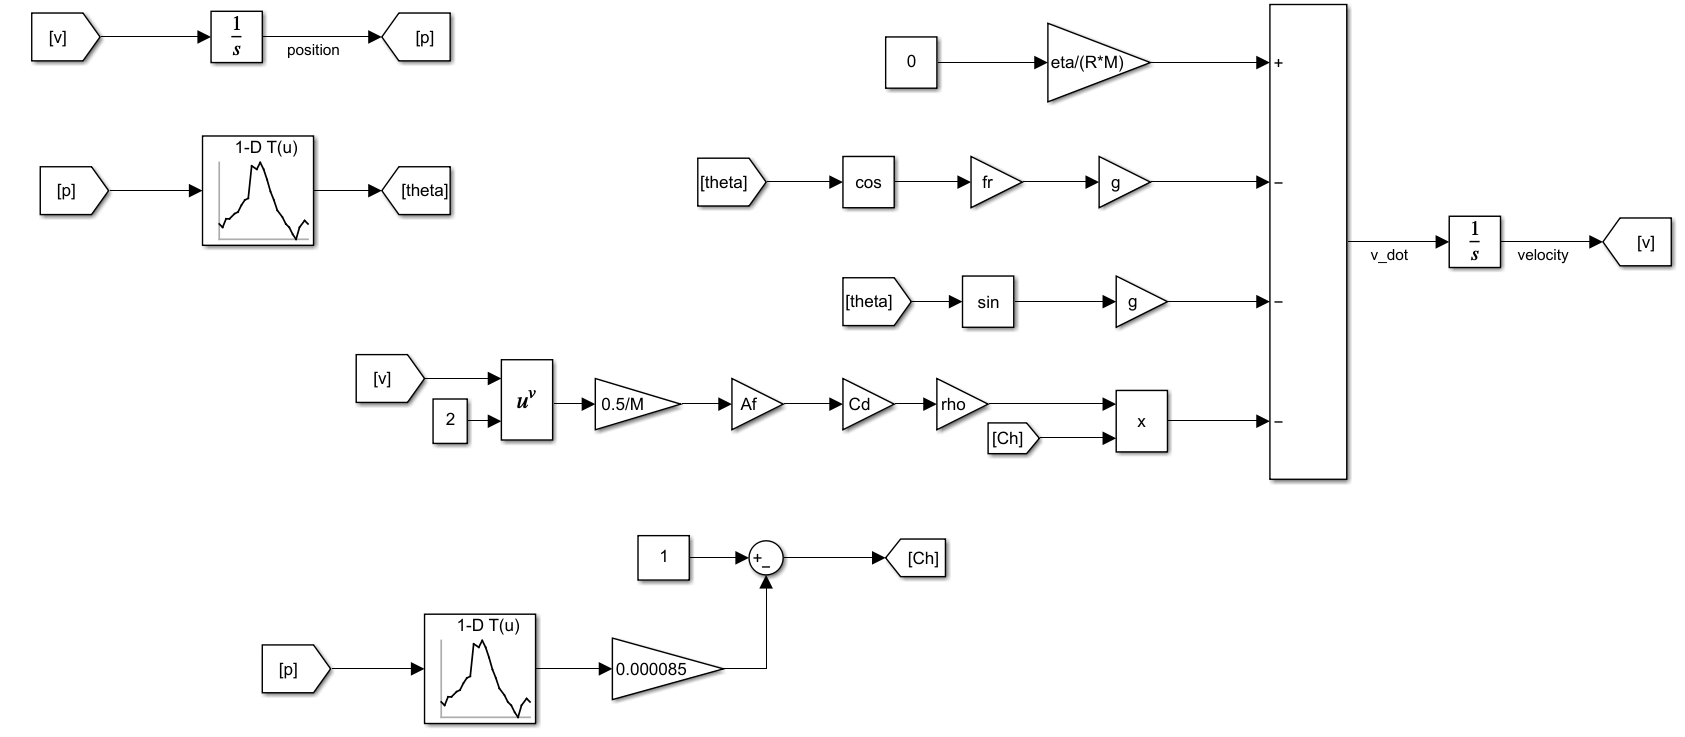 [v]
1
s
position
[p]
[p]
1-D T(u)
[theta]
0
eta/(R*M)
+
[theta]
cos
fr
g
−
[theta]
sin
g
−
[v]
2
u^v
0.5/M
Af
Cd
rho
[Ch]
x
−
v_dot
1
s
velocity
[v]
1
+
−
[Ch]
[p]
1-D T(u)
0.000085